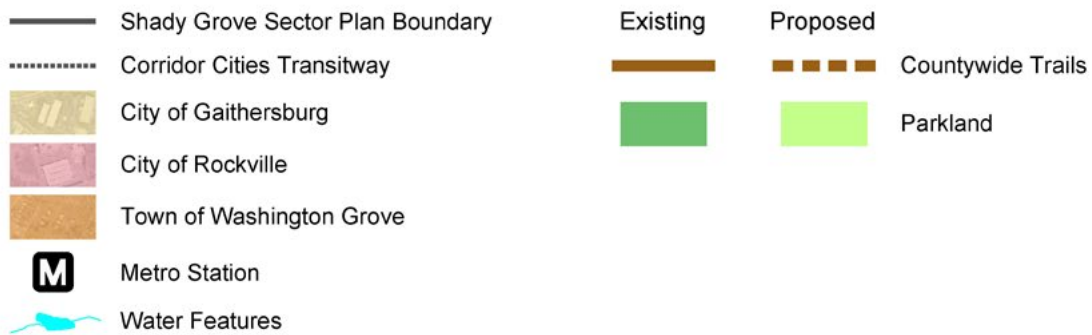 Shady Grove Sector Plan Boundary
Existing Proposed
Corridor Cities Transitway
Countywide Trails
City of Gaithersburg
Parkland
City of Rockville
Town of Washington Grove
M Metro Station
Water Features